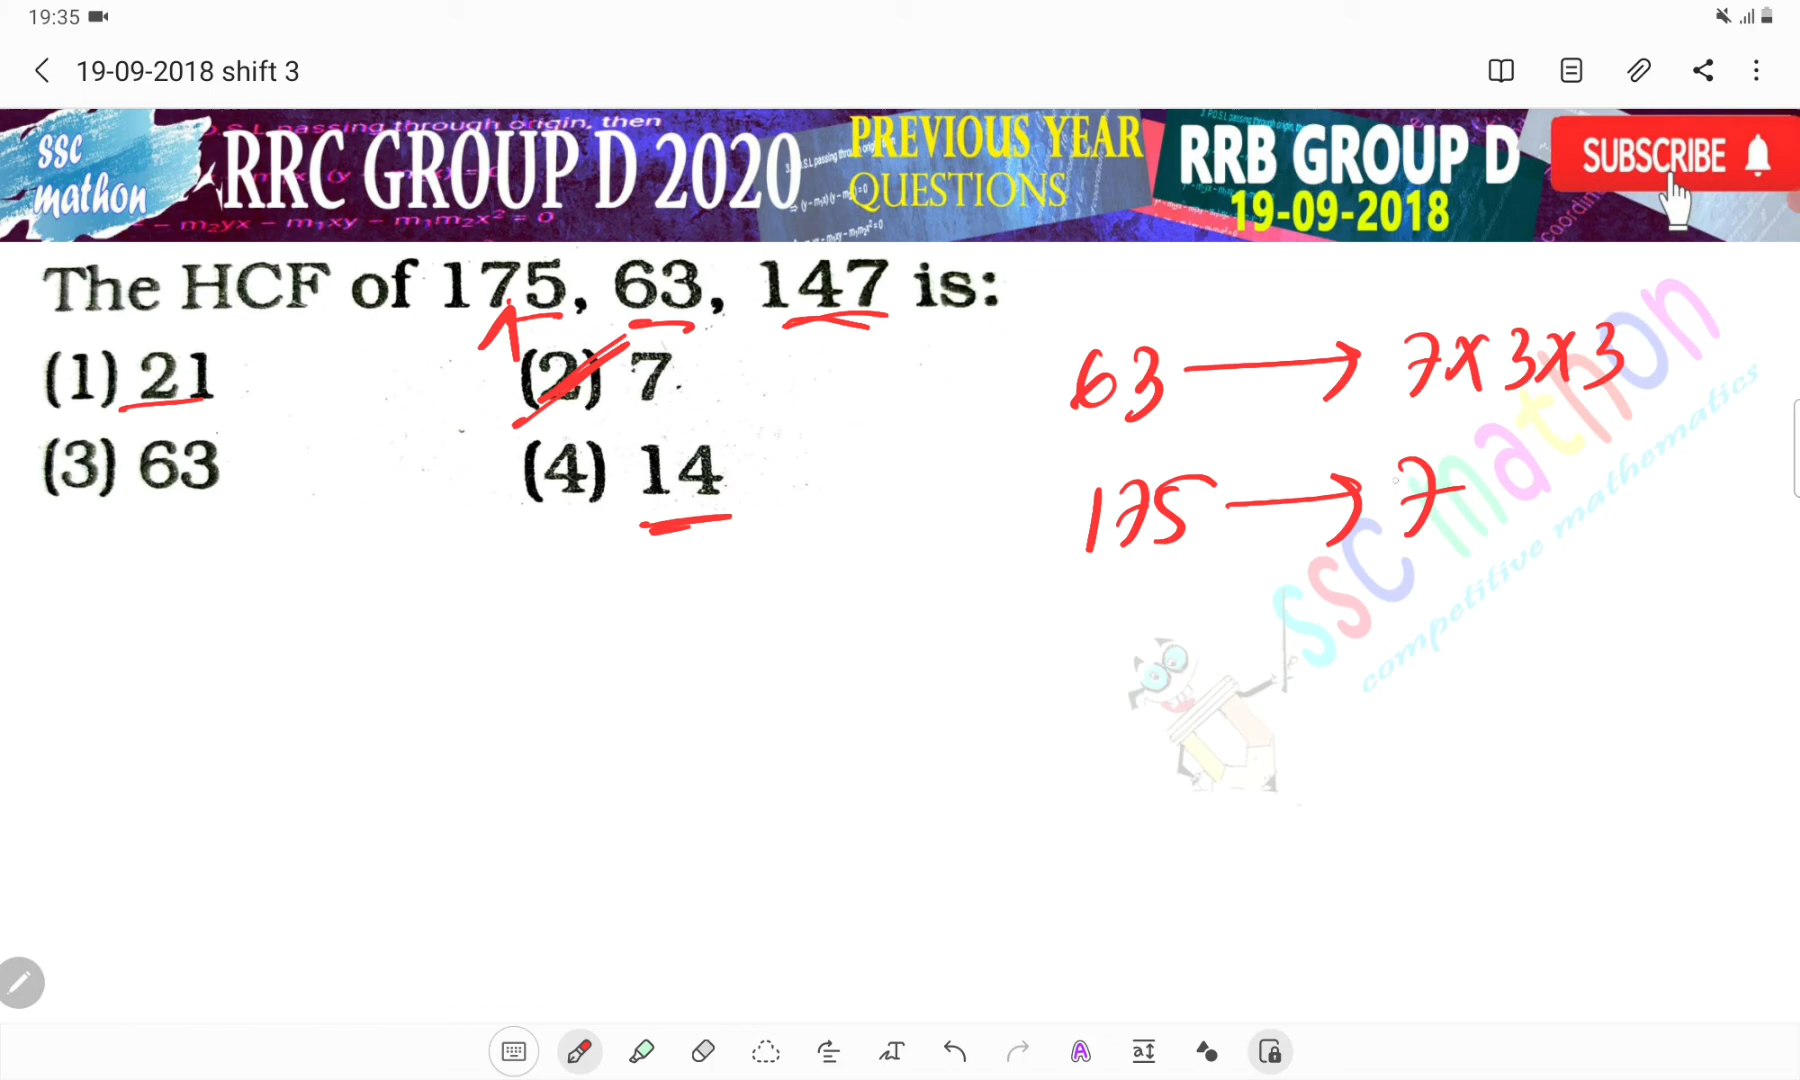 19:35
19-09-2018 shift 3
ssc
mathon
RRC GROUP D 2020
PREVIOUS YEAR
QUESTIONS
RRB GROUP D
19-09-2018
SUBSCRIBE
The HCF of 175, 63, 147 is:
(1) 21 (2) 7
(3) 63 (4) 14
63 → 7×3×3
175 → 7
ssc mathon
competitive mathematics